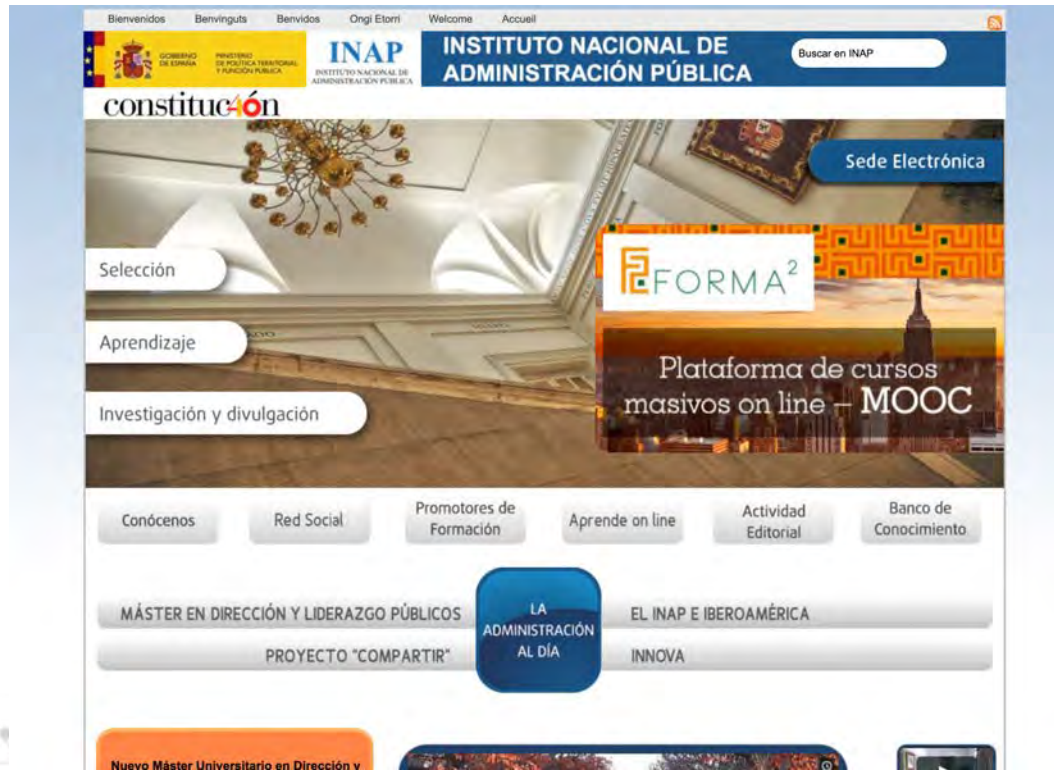 Bienvenidos Benvinguts Benvidos Ongi Etorri Welcome Accueil
GOBIERNO
DE ESPAÑA
MINISTERIO
DE POLÍTICA TERRITORIAL
Y FUNCIÓN PÚBLICA
INAP
INSTITUTO NACIONAL DE
ADMINISTRACIÓN PÚBLICA
INSTITUTO NACIONAL DE
ADMINISTRACIÓN PÚBLICA
Buscar en INAP
constituc40n
Sede Electrónica
Selección
Aprendizaje
Investigación y divulgación
FORMA²
Plataforma de cursos
masivos on line – MOOC
Conócenos
Red Social
Promotores de
Formación
Aprende on line
Actividad
Editorial
Banco de
Conocimiento
MÁSTER EN DIRECCIÓN Y LIDERAZGO PÚBLICOS
PROYECTO "COMPARTIR"
LA
ADMINISTRACIÓN
AL DÍA
EL INAP E IBEROAMÉRICA
INNOVA
Nuevo Máster Universitario en Dirección y